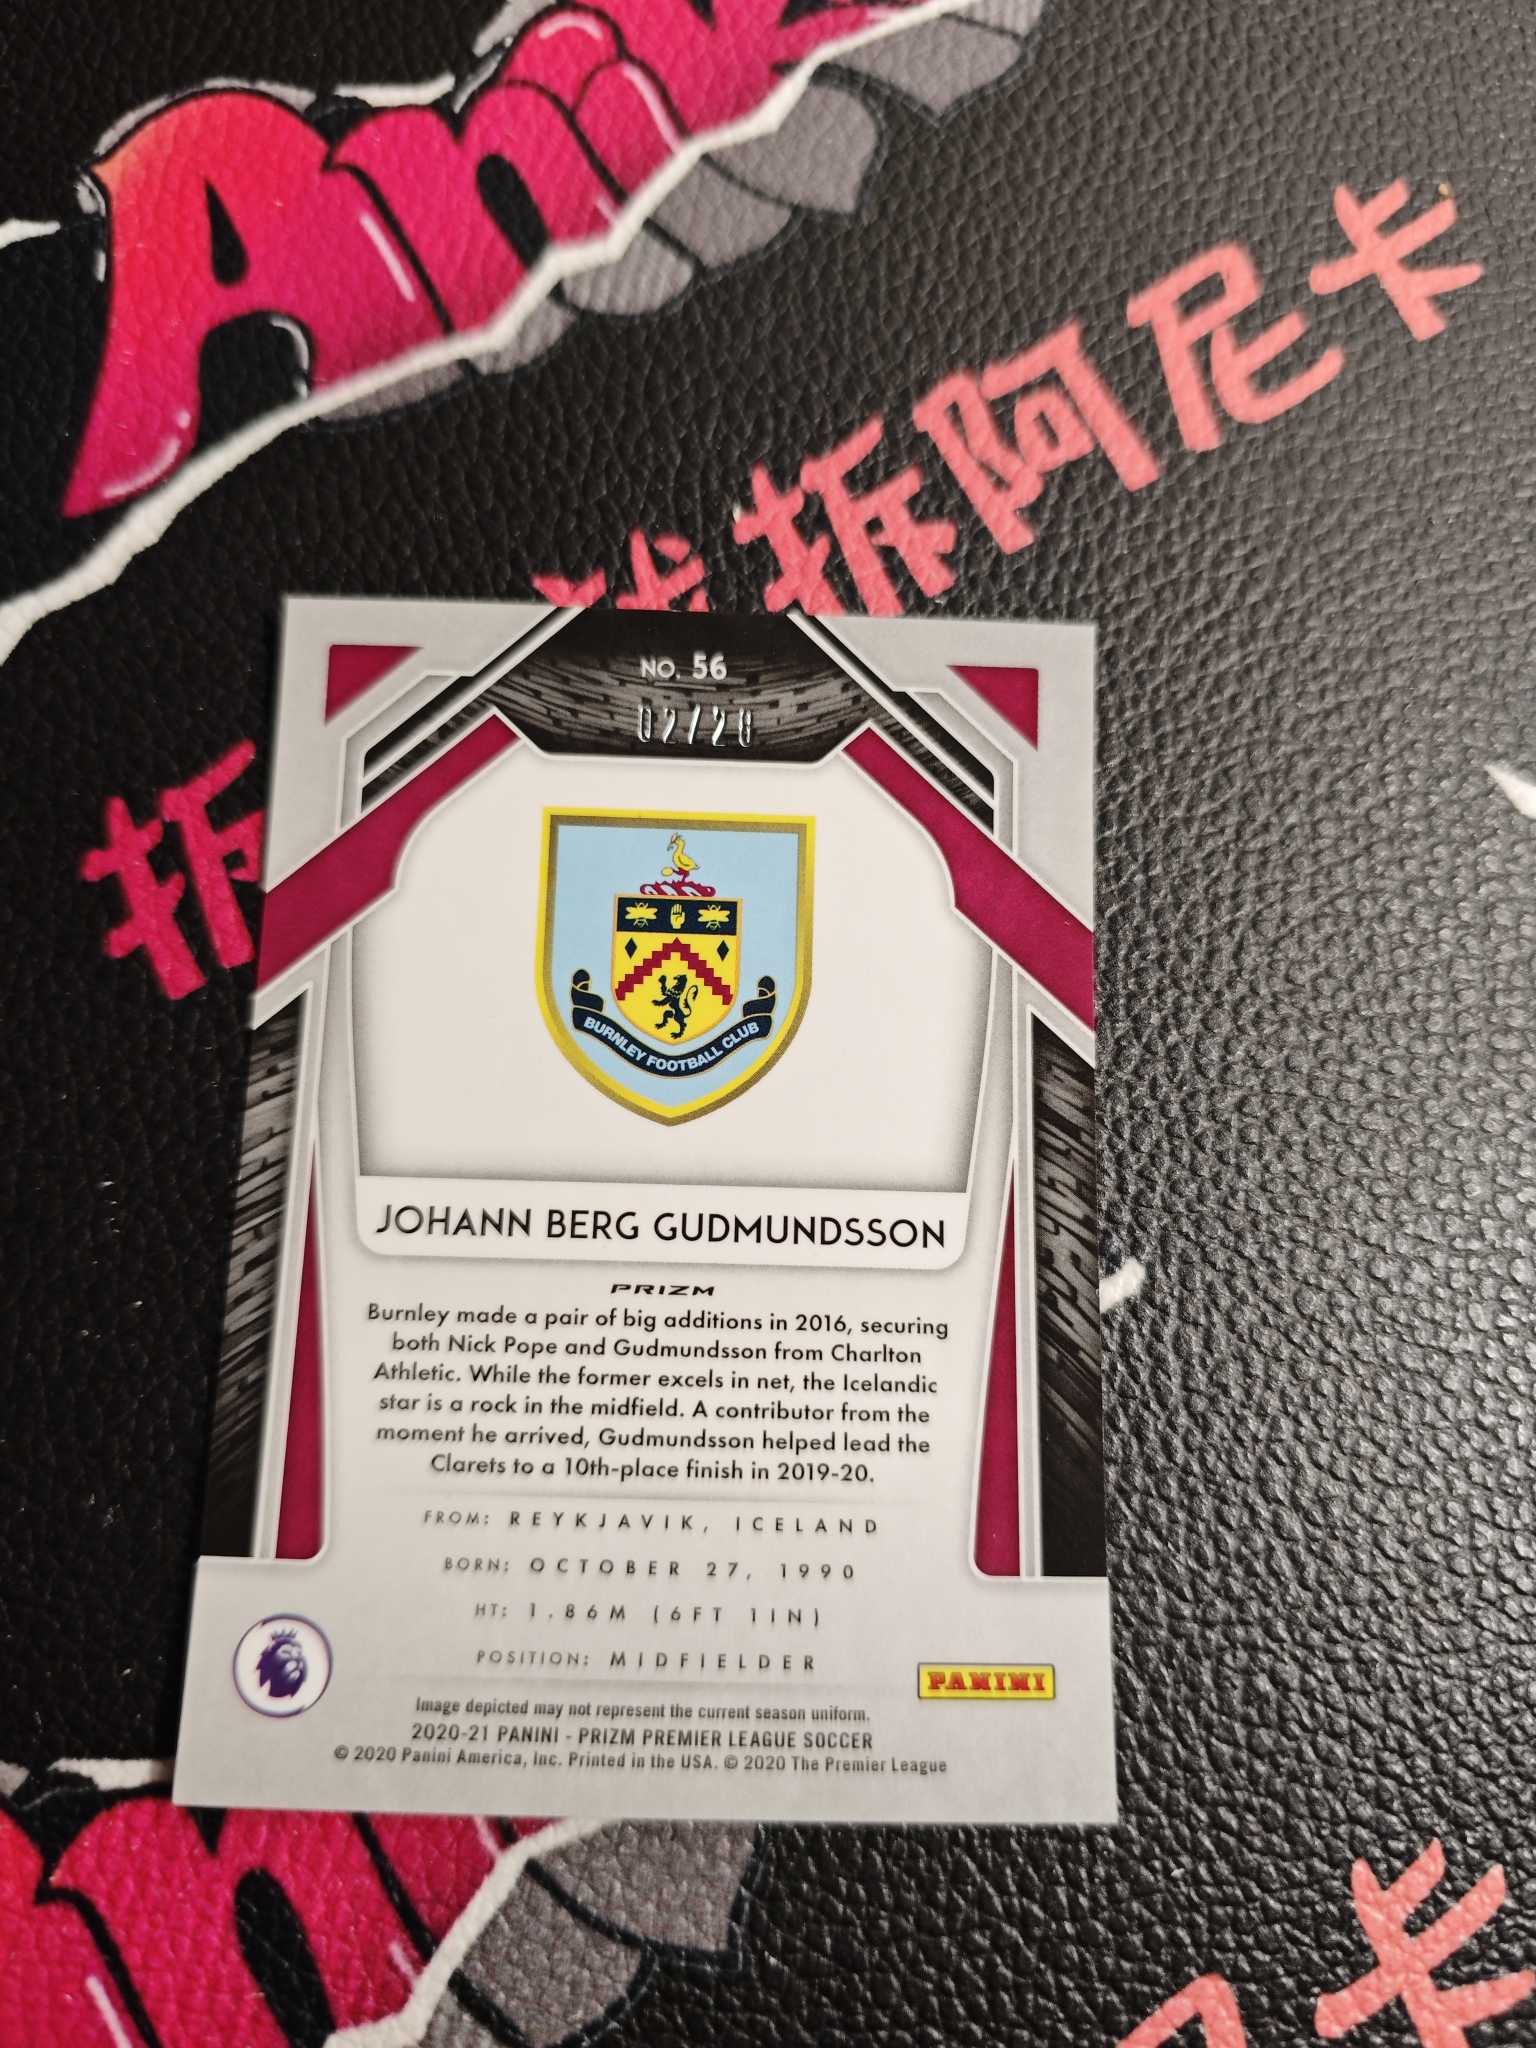 Ani
拆阿尼卡
拆
NO. 56
02/20
BURNLEY FOOTBALL CLUB
JOHANN BERG GUDMUNDSSON
PRIZM
Burnley made a pair of big additions in 2016, securing
both Nick Pope and Gudmundsson from Charlton
Athletic. While the former excels in net, the Icelandic
star is a rock in the midfield. A contributor from the
moment he arrived, Gudmundsson helped lead the
Clarets to a 10th-place finish in 2019-20.
FROM: REYKJAVIK, ICELAND
BORN: OCTOBER 27, 1990
HT: 1.86M (6FT 1IN)
POSITION: MIDFIELDER
PANINI
Image depicted may not represent the current season uniform.
2020-21 PANINI - PRIZM PREMIER LEAGUE SOCCER
© 2020 Panini America, Inc. Printed in the USA. © 2020 The Premier League
卡